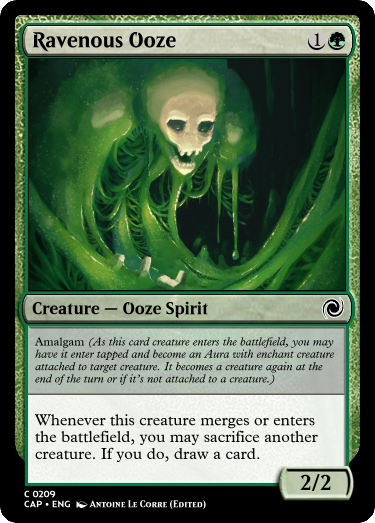 Ravenous Ooze 1
Creature — Ooze Spirit
Amalgam (As this card creature enters the battlefield, you may
have it enter tapped and become an Aura with enchant creature
attached to target creature. It becomes a creature again at the
end of the turn or if it's not attached to a creature.)
Whenever this creature merges or enters
the battlefield, you may sacrifice another
creature. If you do, draw a card.
2/2
C 0209
CAP • ENG Antoine Le Corre (Edited)